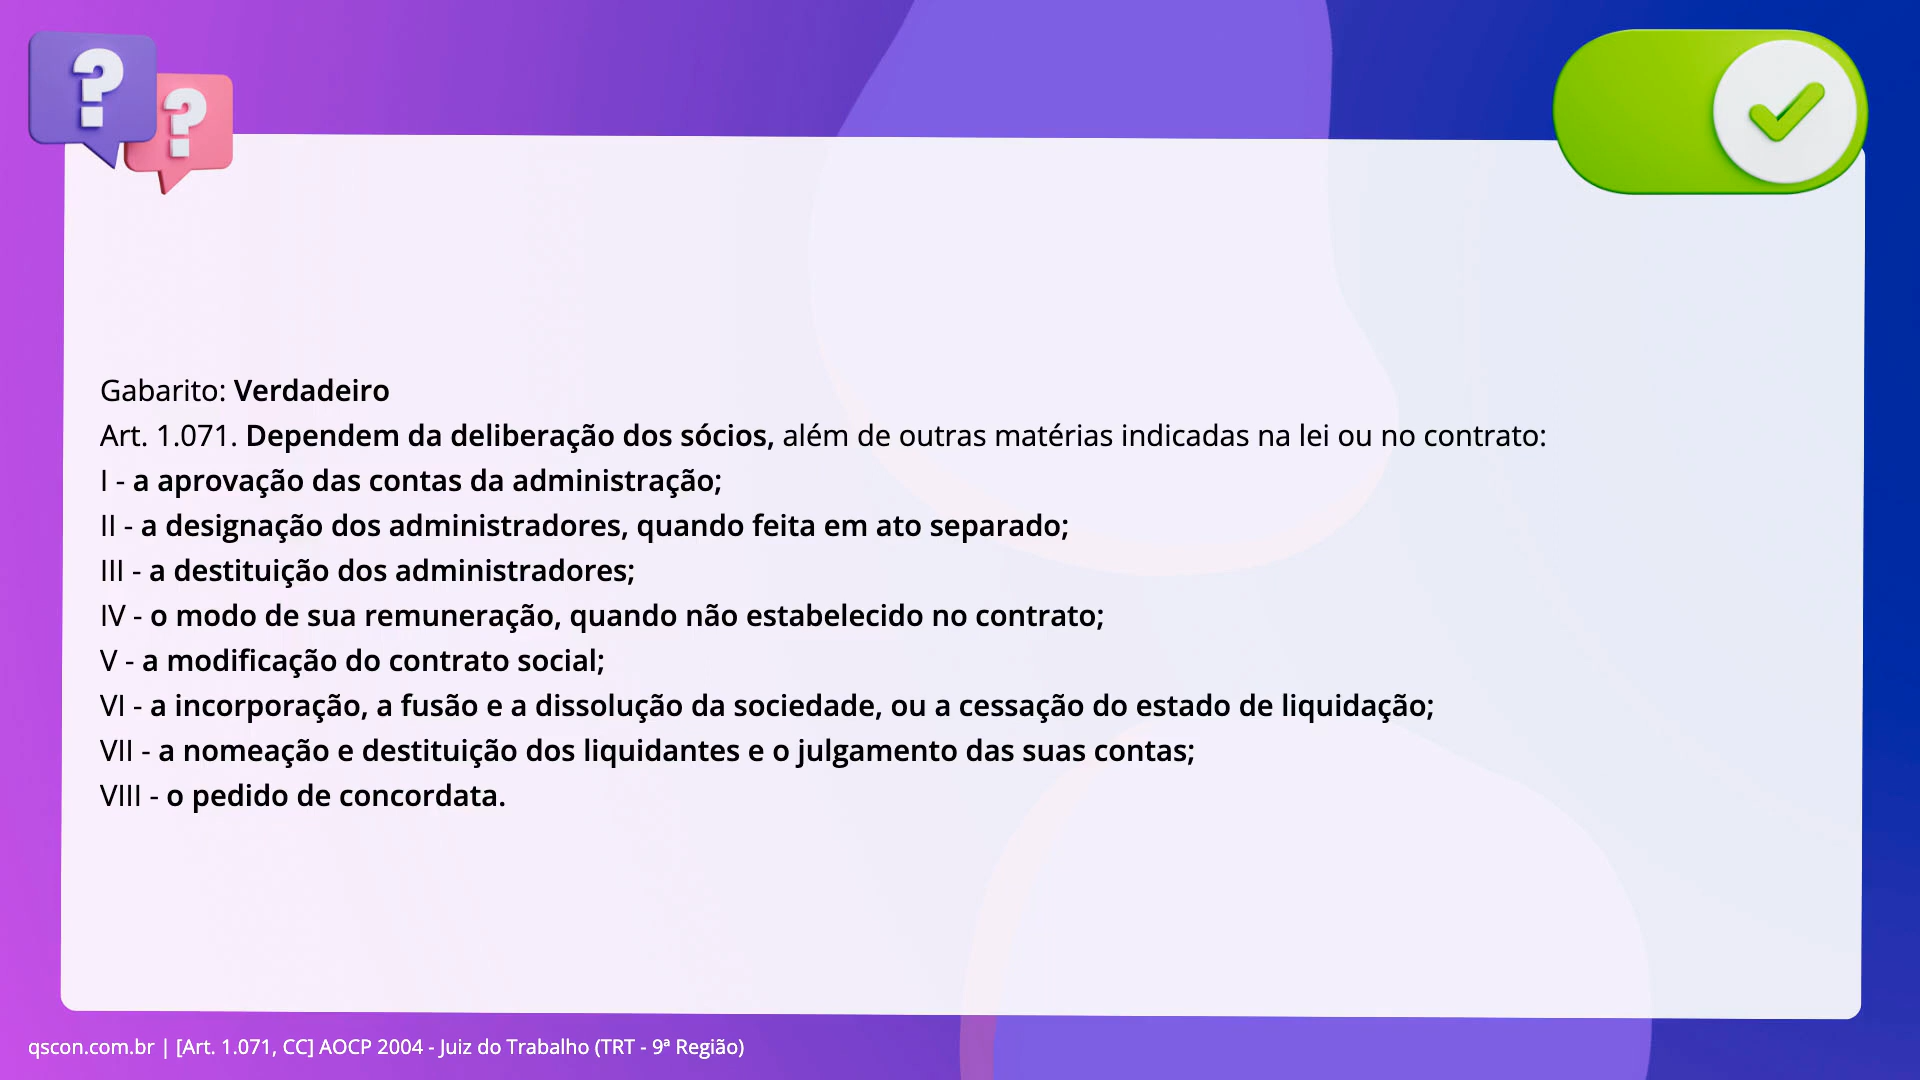 Gabarito: Verdadeiro
Art. 1.071. Dependem da deliberação dos sócios, além de outras matérias indicadas na lei ou no contrato:
I - a aprovação das contas da administração;
II - a designação dos administradores, quando feita em ato separado;
III - a destituição dos administradores;
IV - o modo de sua remuneração, quando não estabelecido no contrato;
V - a modificação do contrato social;
VI - a incorporação, a fusão e a dissolução da sociedade, ou a cessação do estado de liquidação;
VII - a nomeação e destituição dos liquidantes e o julgamento das suas contas;
VIII - o pedido de concordata.
qscon.com.br | [Art. 1.071, CC] AOCP 2004 - Juiz do Trabalho (TRT - 9ª Região)